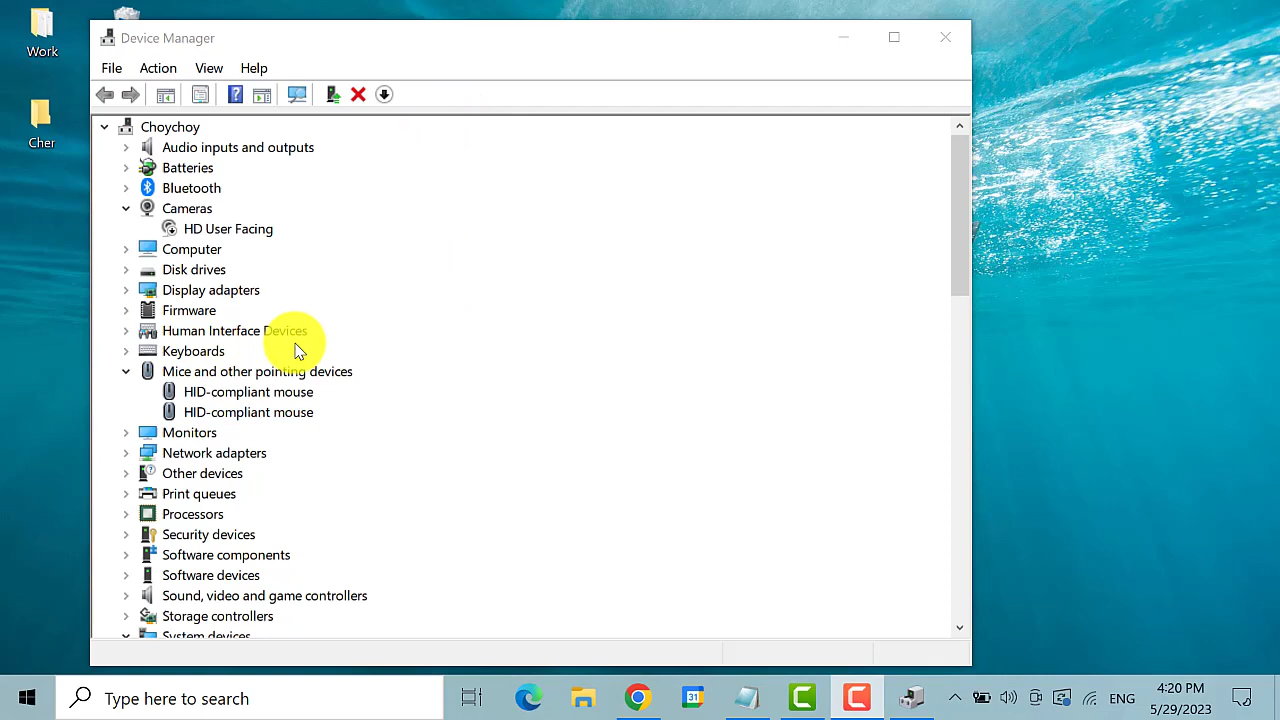 Work
Cher
Device Manager
File Action View Help
Choychoy
Audio inputs and outputs
Batteries
Bluetooth
Cameras
HD User Facing
Computer
Disk drives
Display adapters
Firmware
Human Interface Devices
Keyboards
Mice and other pointing devices
HID-compliant mouse
HID-compliant mouse
Monitors
Network adapters
Other devices
Print queues
Processors
Security devices
Software components
Software devices
Sound, video and game controllers
Storage controllers
System devices
Type here to search
31
ENG
4:20 PM
5/29/2023